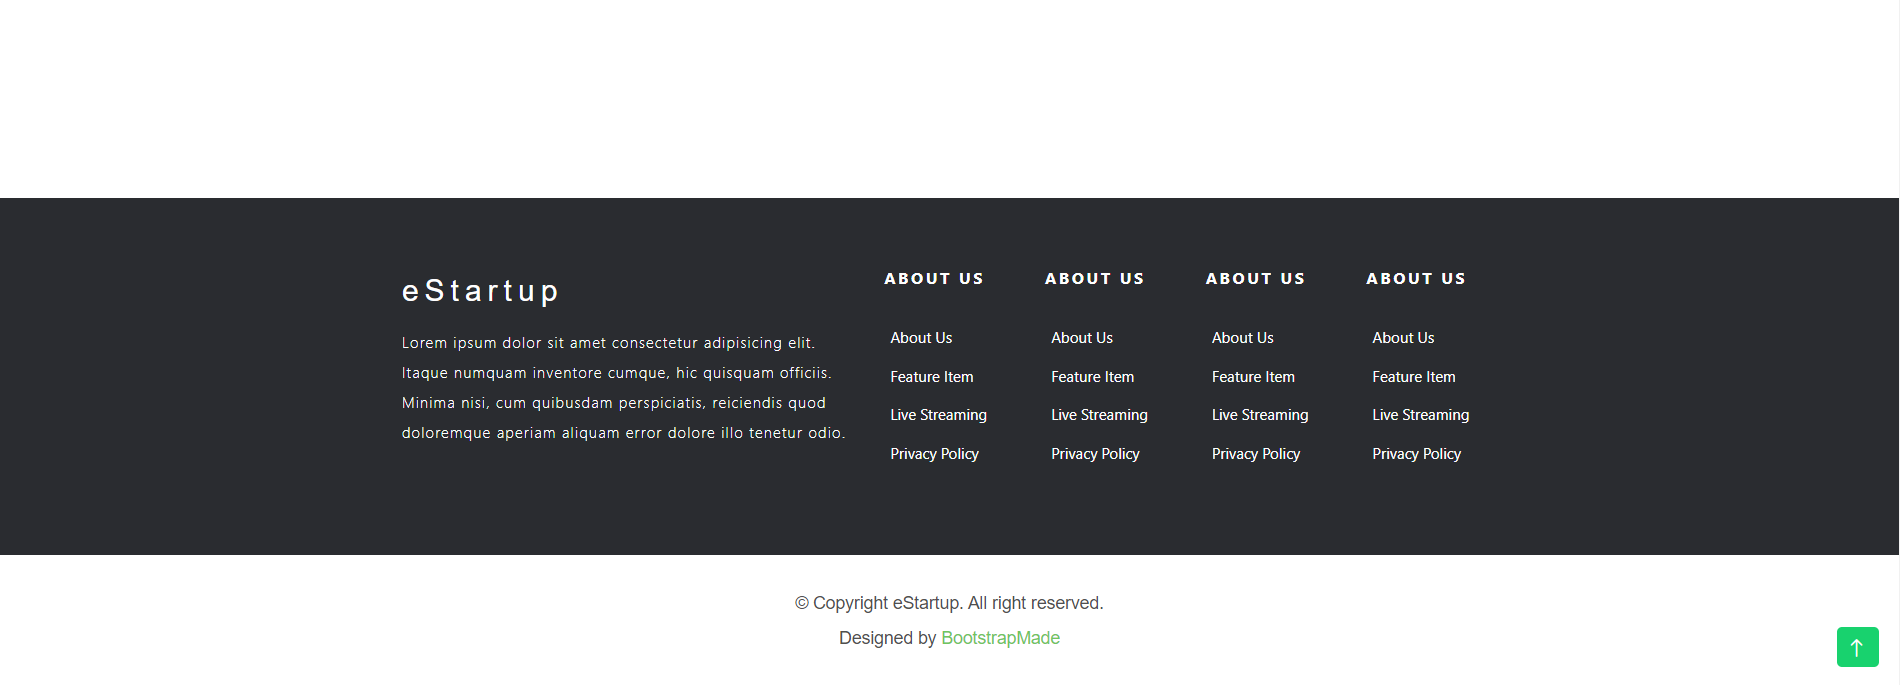 eStartup
Lorem ipsum dolor sit amet consectetur adipisicing elit.
Itaque numquam inventore cumque, hic quisquam officiis.
Minima nisi, cum quibusdam perspiciatis, reiciendis quod
doloremque aperiam aliquam error dolore illo tenetur odio.
ABOUT US
About Us
Feature Item
Live Streaming
Privacy Policy
ABOUT US
About Us
Feature Item
Live Streaming
Privacy Policy
ABOUT US
About Us
Feature Item
Live Streaming
Privacy Policy
ABOUT US
About Us
Feature Item
Live Streaming
Privacy Policy
© Copyright eStartup. All right reserved.
Designed by BootstrapMade